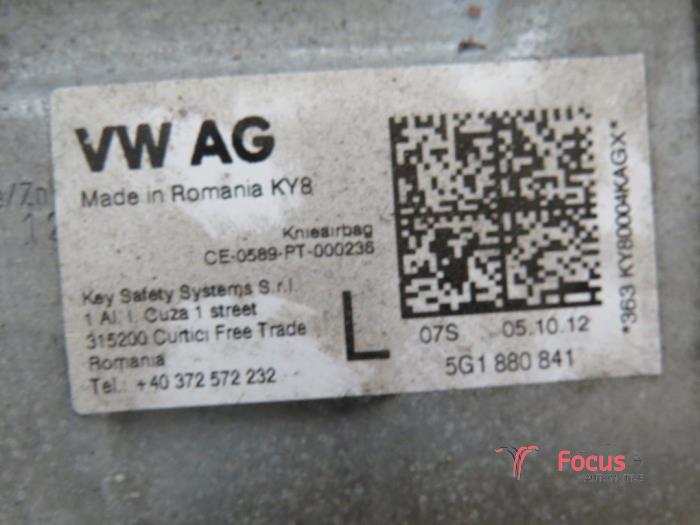 VW AG
Made in Romania KY8
Knieairbag
CE-0589-PT-000236
Key Safety Systems S.r.l.
1 Al. I. Cuza 1 street
315200 Curtici Free Trade
Romania
Tel.: +40 372 572 232
L
07S 05.10.12
5G1 880 841
*363 KY80004KAGX*
Focus
AUTOMOTIVE